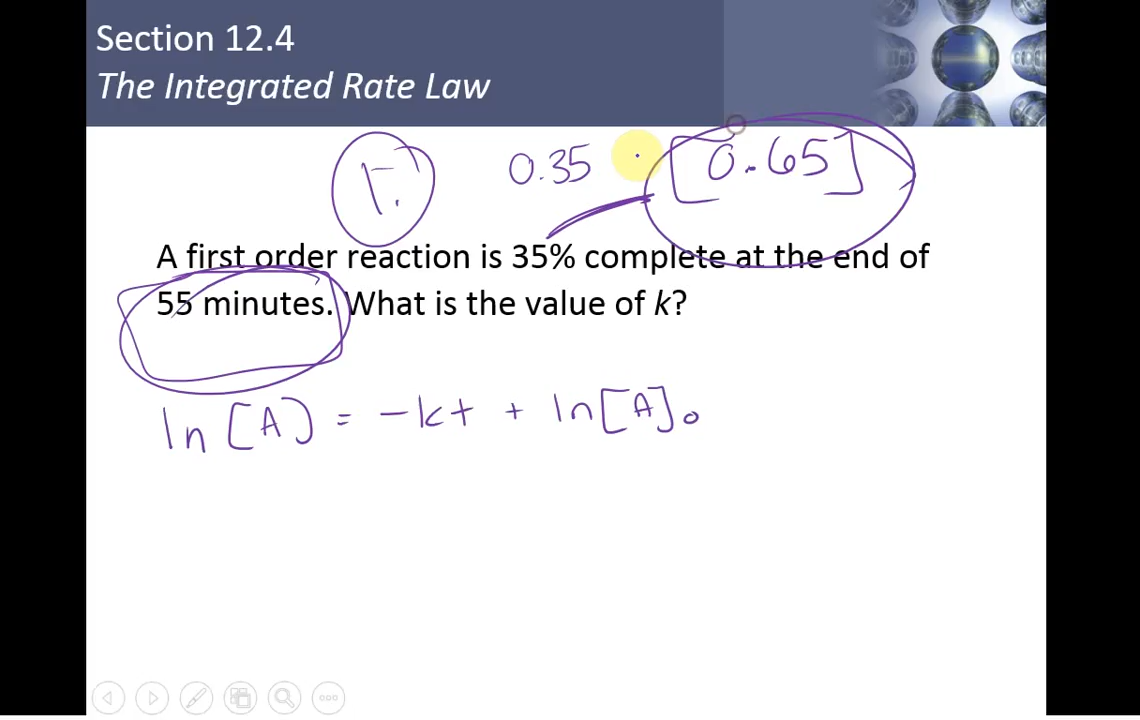 Section 12.4
The Integrated Rate Law
1. 0.35 [0.65]
A first order reaction is 35% complete at the end of
55 minutes. What is the value of k?
ln [A] = -kt + ln[A]₀